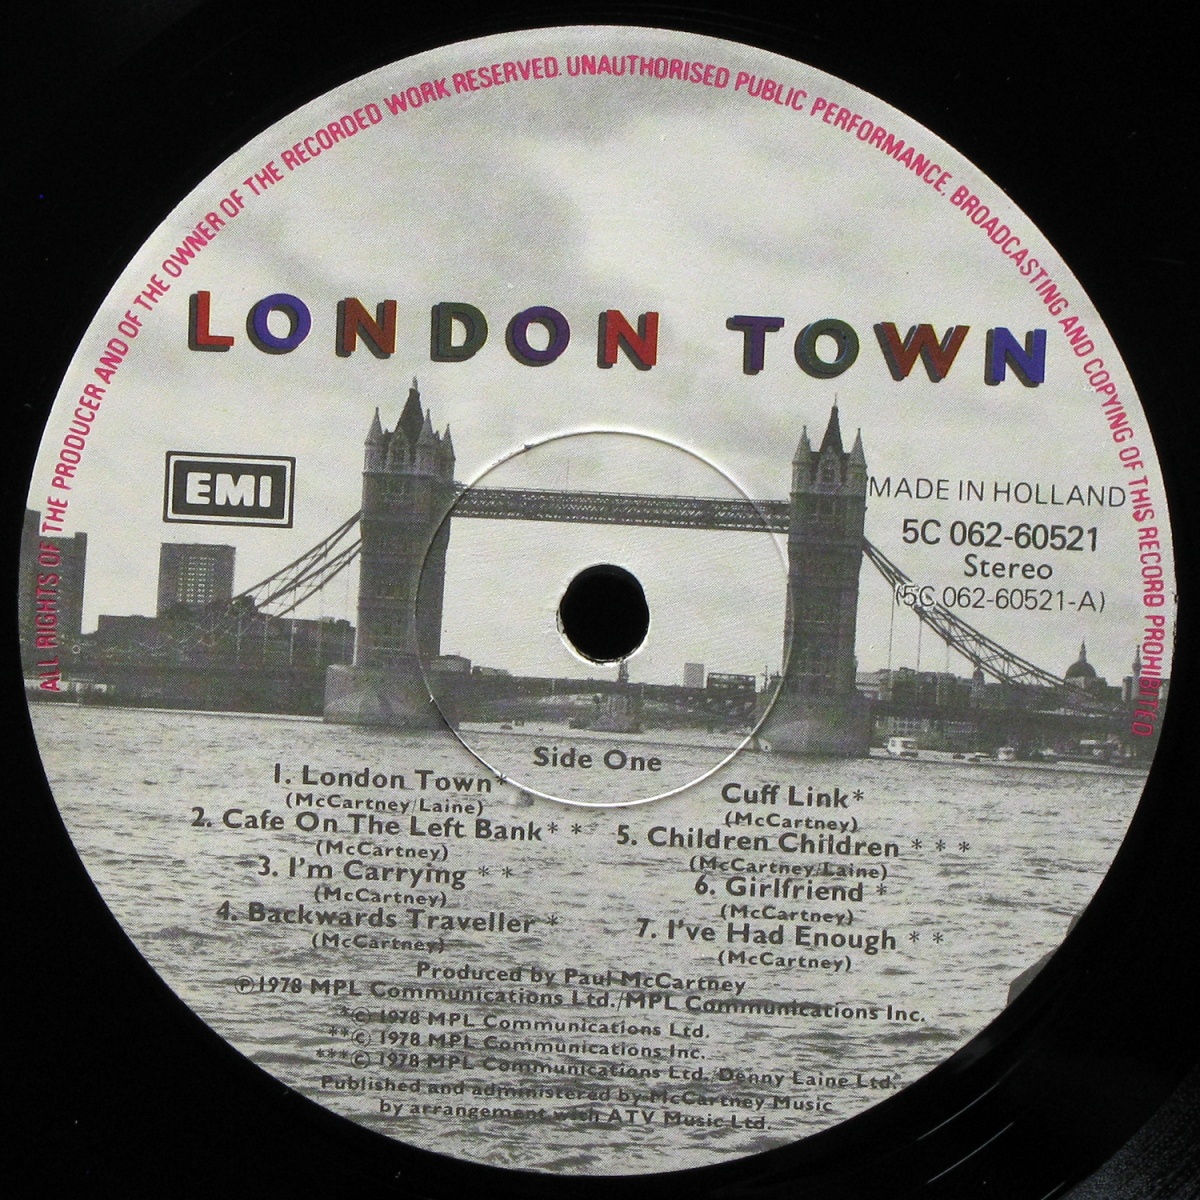 ALL RIGHTS OF THE PRODUCER AND OF THE OWNER OF THE RECORDED WORK RESERVED. UNAUTHORISED PUBLIC PERFORMANCE. BROADCASTING AND COPYING OF THIS RECORD PROHIBITED
LONDON TOWN
EMI
MADE IN HOLLAND
5C 062-60521
Stereo
(5C 062-60521-A)
Side One
1. London Town*
(McCartney/Laine)
2. Cafe On The Left Bank* *
(McCartney)
3. I'm Carrying * *
(McCartney)
4. Backwards Traveller *
(McCartney)
Cuff Link*
(McCartney)
5. Children Children * * *
(McCartney/Laine)
6. Girlfriend *
(McCartney)
7. I've Had Enough * *
(McCartney)
Produced by Paul McCartney
℗1978 MPL Communications Ltd./MPL Communications Inc.
*© 1978 MPL Communications Ltd.
**© 1978 MPL Communications Inc.
***© 1978 MPL Communications Ltd./Denny Laine Ltd.
Published and administered by McCartney Music
by arrangement with ATV Music Ltd.